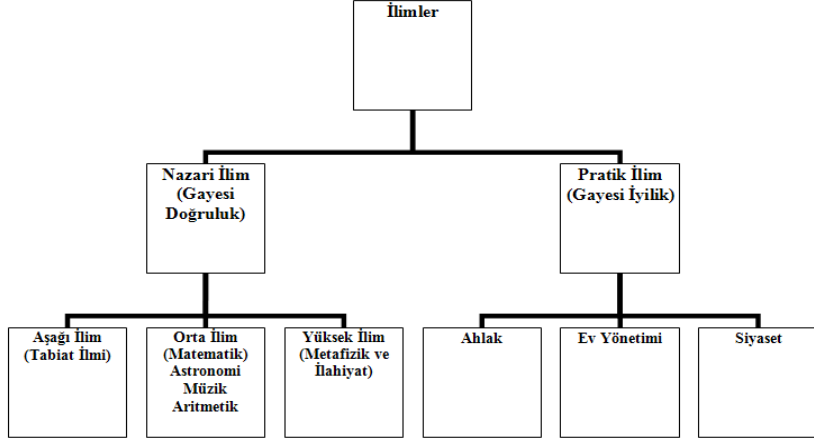 İlimler
Nazari İlim
(Gayesi
Doğruluk)
Pratik İlim
(Gayesi İyilik)
Aşağı İlim
(Tabiat İlmi)
Orta İlim
(Matematik)
Astronomi
Müzik
Aritmetik
Yüksek İlim
(Metafizik ve
İlahiyat)
Ahlak
Ev Yönetimi
Siyaset